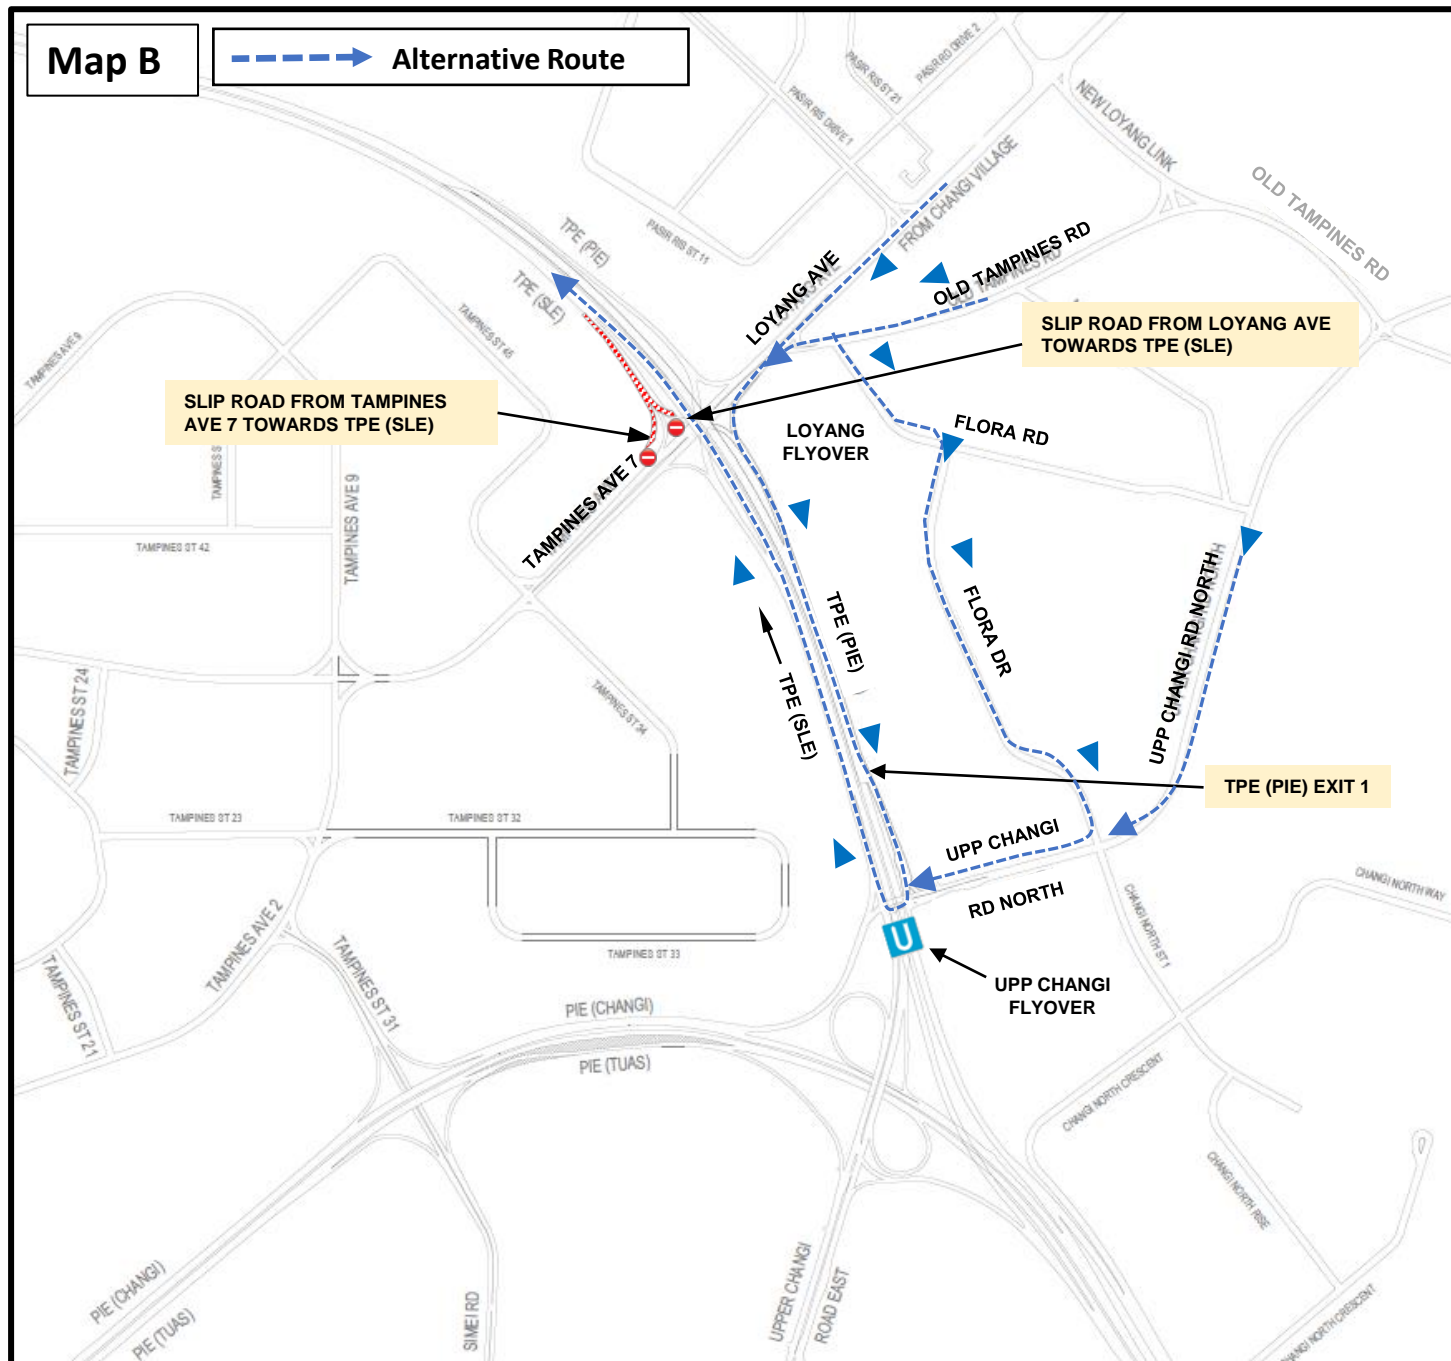 Map B
Alternative Route
PASIR RIS DRIVE 2
PASIR RIS ST 21
PASIR RIS DRIVE 1
NEW LOYANG LINK
OLD TAMPINES RD
FROM CHANGI VILLAGE
PASIR RIS ST 11
TPE (PIE)
TPE (SLE)
LOYANG AVE
OLD TAMPINES RD
SLIP ROAD FROM LOYANG AVE
TOWARDS TPE (SLE)
TAMPINES AVE 9
TAMPINES ST 45
SLIP ROAD FROM TAMPINES
AVE 7 TOWARDS TPE (SLE)
LOYANG
FLYOVER
FLORA RD
TAMPINES AVE 7
TAMPINES ST
TAMPINES AVE 9
TAMPINES ST 42
TPE (PIE)
TPE (SLE)
FLORA DR
UPP CHANGI RD NORTH
TAMPINES ST 24
TAMPINES ST 34
TPE (PIE) EXIT 1
TAMPINES ST 23
TAMPINES ST 32
UPP CHANGI
RD NORTH
CHANGI NORTH WAY
CHANGI NORTH ST 1
U
UPP CHANGI
FLYOVER
TAMPINES AVE 2
TAMPINES ST 33
TAMPINES ST 31
TAMPINES ST 21
PIE (CHANGI)
PIE (TUAS)
CHANGI NORTH CRESCENT
CHANGI NORTH RISE
PIE (CHANGI)
PIE (TUAS)
SIMEI RD
UPPER CHANGI
ROAD EAST
CHANGI NORTH CRESCENT